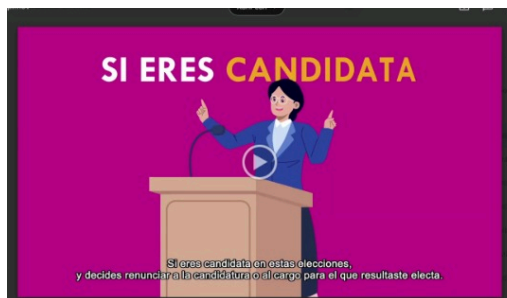 SI ERES CANDIDATA
Si eres candidata en estas elecciones,
y decides renunciar a la candidatura o al cargo para el que resultaste electa.